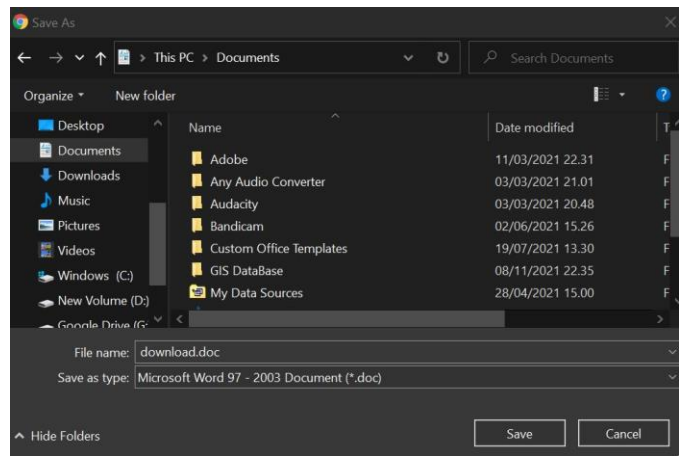 Save As
This PC > Documents
Search Documents
Organize
New folder
Desktop
Documents
Downloads
Music
Pictures
Videos
Windows (C:)
New Volume (D:)
Google Drive (G:
Name Date modified T
Adobe 11/03/2021 22.31 F
Any Audio Converter 03/03/2021 21.01 F
Audacity 03/03/2021 20.48 F
Bandicam 02/06/2021 15.26 F
Custom Office Templates 19/07/2021 13.30 F
GIS DataBase 08/11/2021 22.35 F
My Data Sources 28/04/2021 15.00 F
File name: download.doc
Save as type: Microsoft Word 97 - 2003 Document (*.doc)
Hide Folders
Save
Cancel